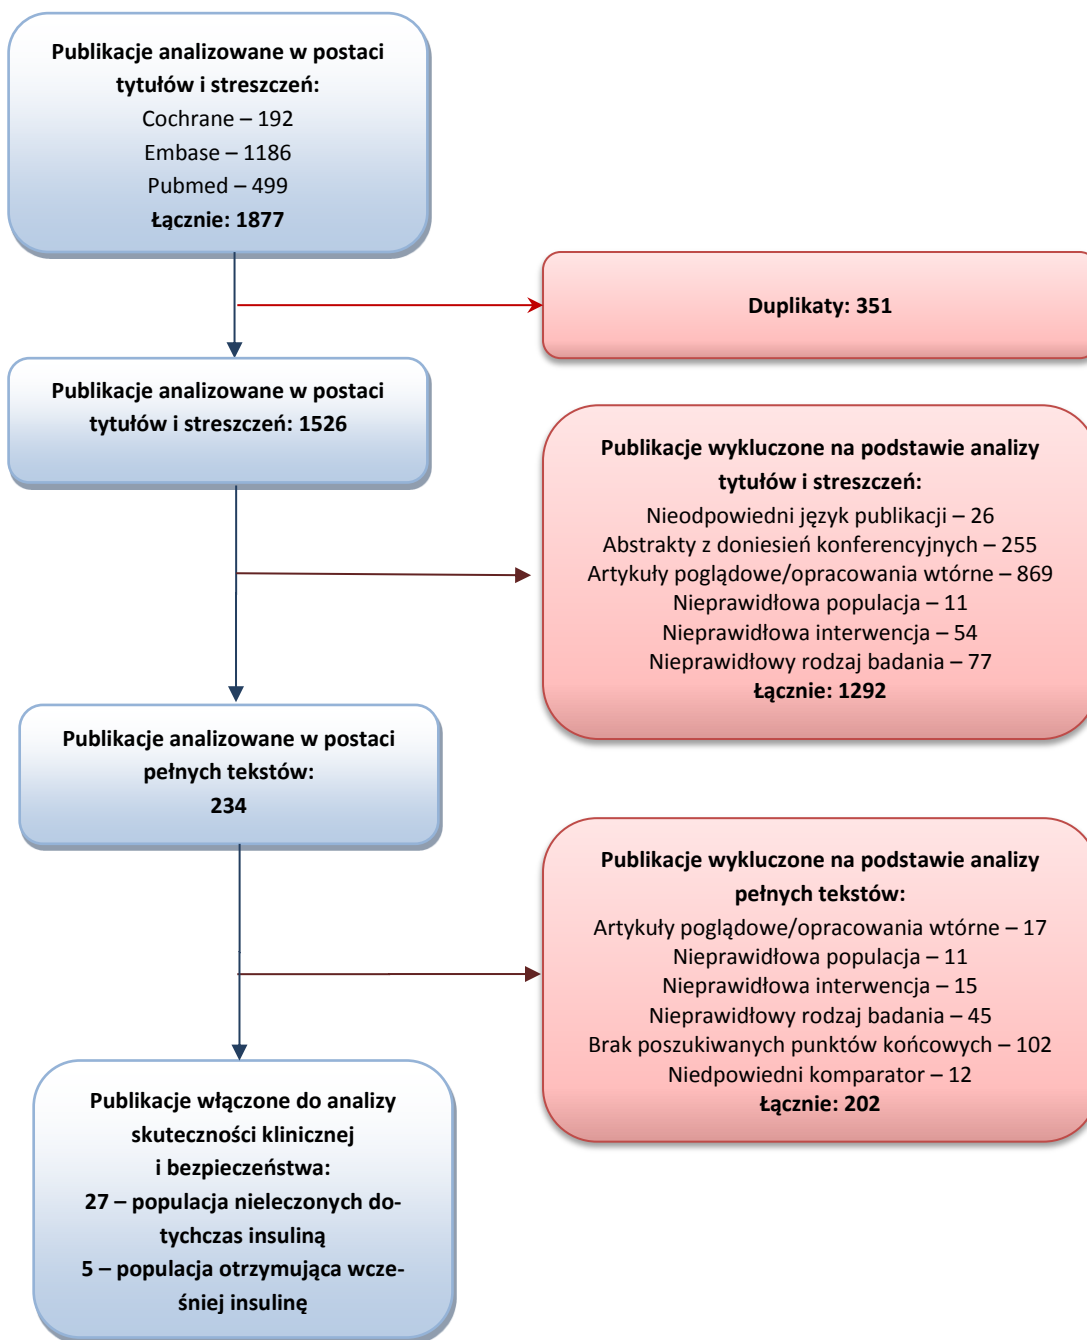 Publikacje analizowane w postaci
tytułów i streszczeń:
Cochrane – 192
Embase – 1186
Pubmed – 499
Łącznie: 1877
Duplikaty: 351
Publikacje analizowane w postaci
tytułów i streszczeń: 1526
Publikacje wykluczone na podstawie analizy
tytułów i streszczeń:
Nieodpowiedni język publikacji – 26
Abstrakty z doniesień konferencyjnych – 255
Artykuły poglądowe/opracowania wtórne – 869
Nieprawidłowa populacja – 11
Nieprawidłowa interwencja – 54
Nieprawidłowy rodzaj badania – 77
Łącznie: 1292
Publikacje analizowane w postaci
pełnych tekstów:
234
Publikacje wykluczone na podstawie analizy
pełnych tekstów:
Artykuły poglądowe/opracowania wtórne – 17
Nieprawidłowa populacja – 11
Nieprawidłowa interwencja – 15
Nieprawidłowy rodzaj badania – 45
Brak poszukiwanych punktów końcowych – 102
Niedpowiedni komparator – 12
Łącznie: 202
Publikacje włączone do analizy
skuteczności klinicznej
i bezpieczeństwa:
27 – populacja nieleczonych do-
tychczas insuliną
5 – populacja otrzymująca wcze-
śniej insulinę